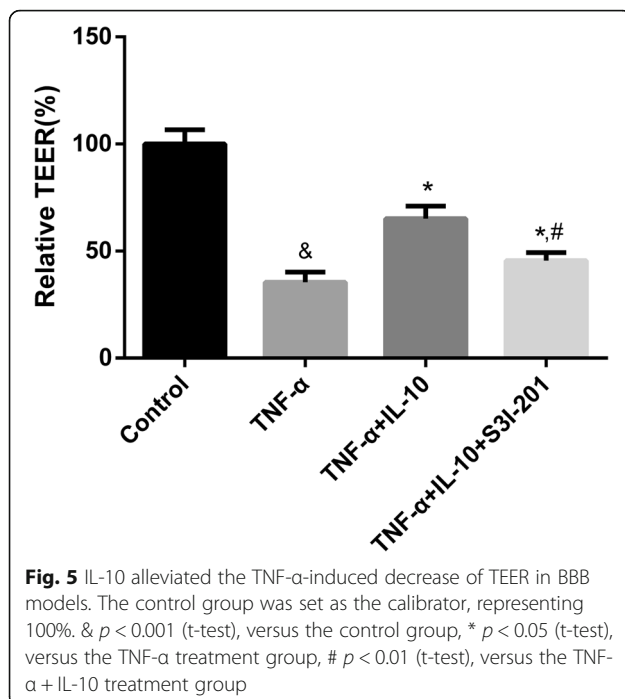 150
100
50
0
Relative TEER(%)
&
*
*,#
Control
TNF-α
TNF-α+IL-10
TNF-α+IL-10+S3I-201
Fig. 5 IL-10 alleviated the TNF-α-induced decrease of TEER in BBB
models. The control group was set as the calibrator, representing
100%. & p < 0.001 (t-test), versus the control group, * p < 0.05 (t-test),
versus the TNF-α treatment group, # p < 0.01 (t-test), versus the TNF-
α + IL-10 treatment group